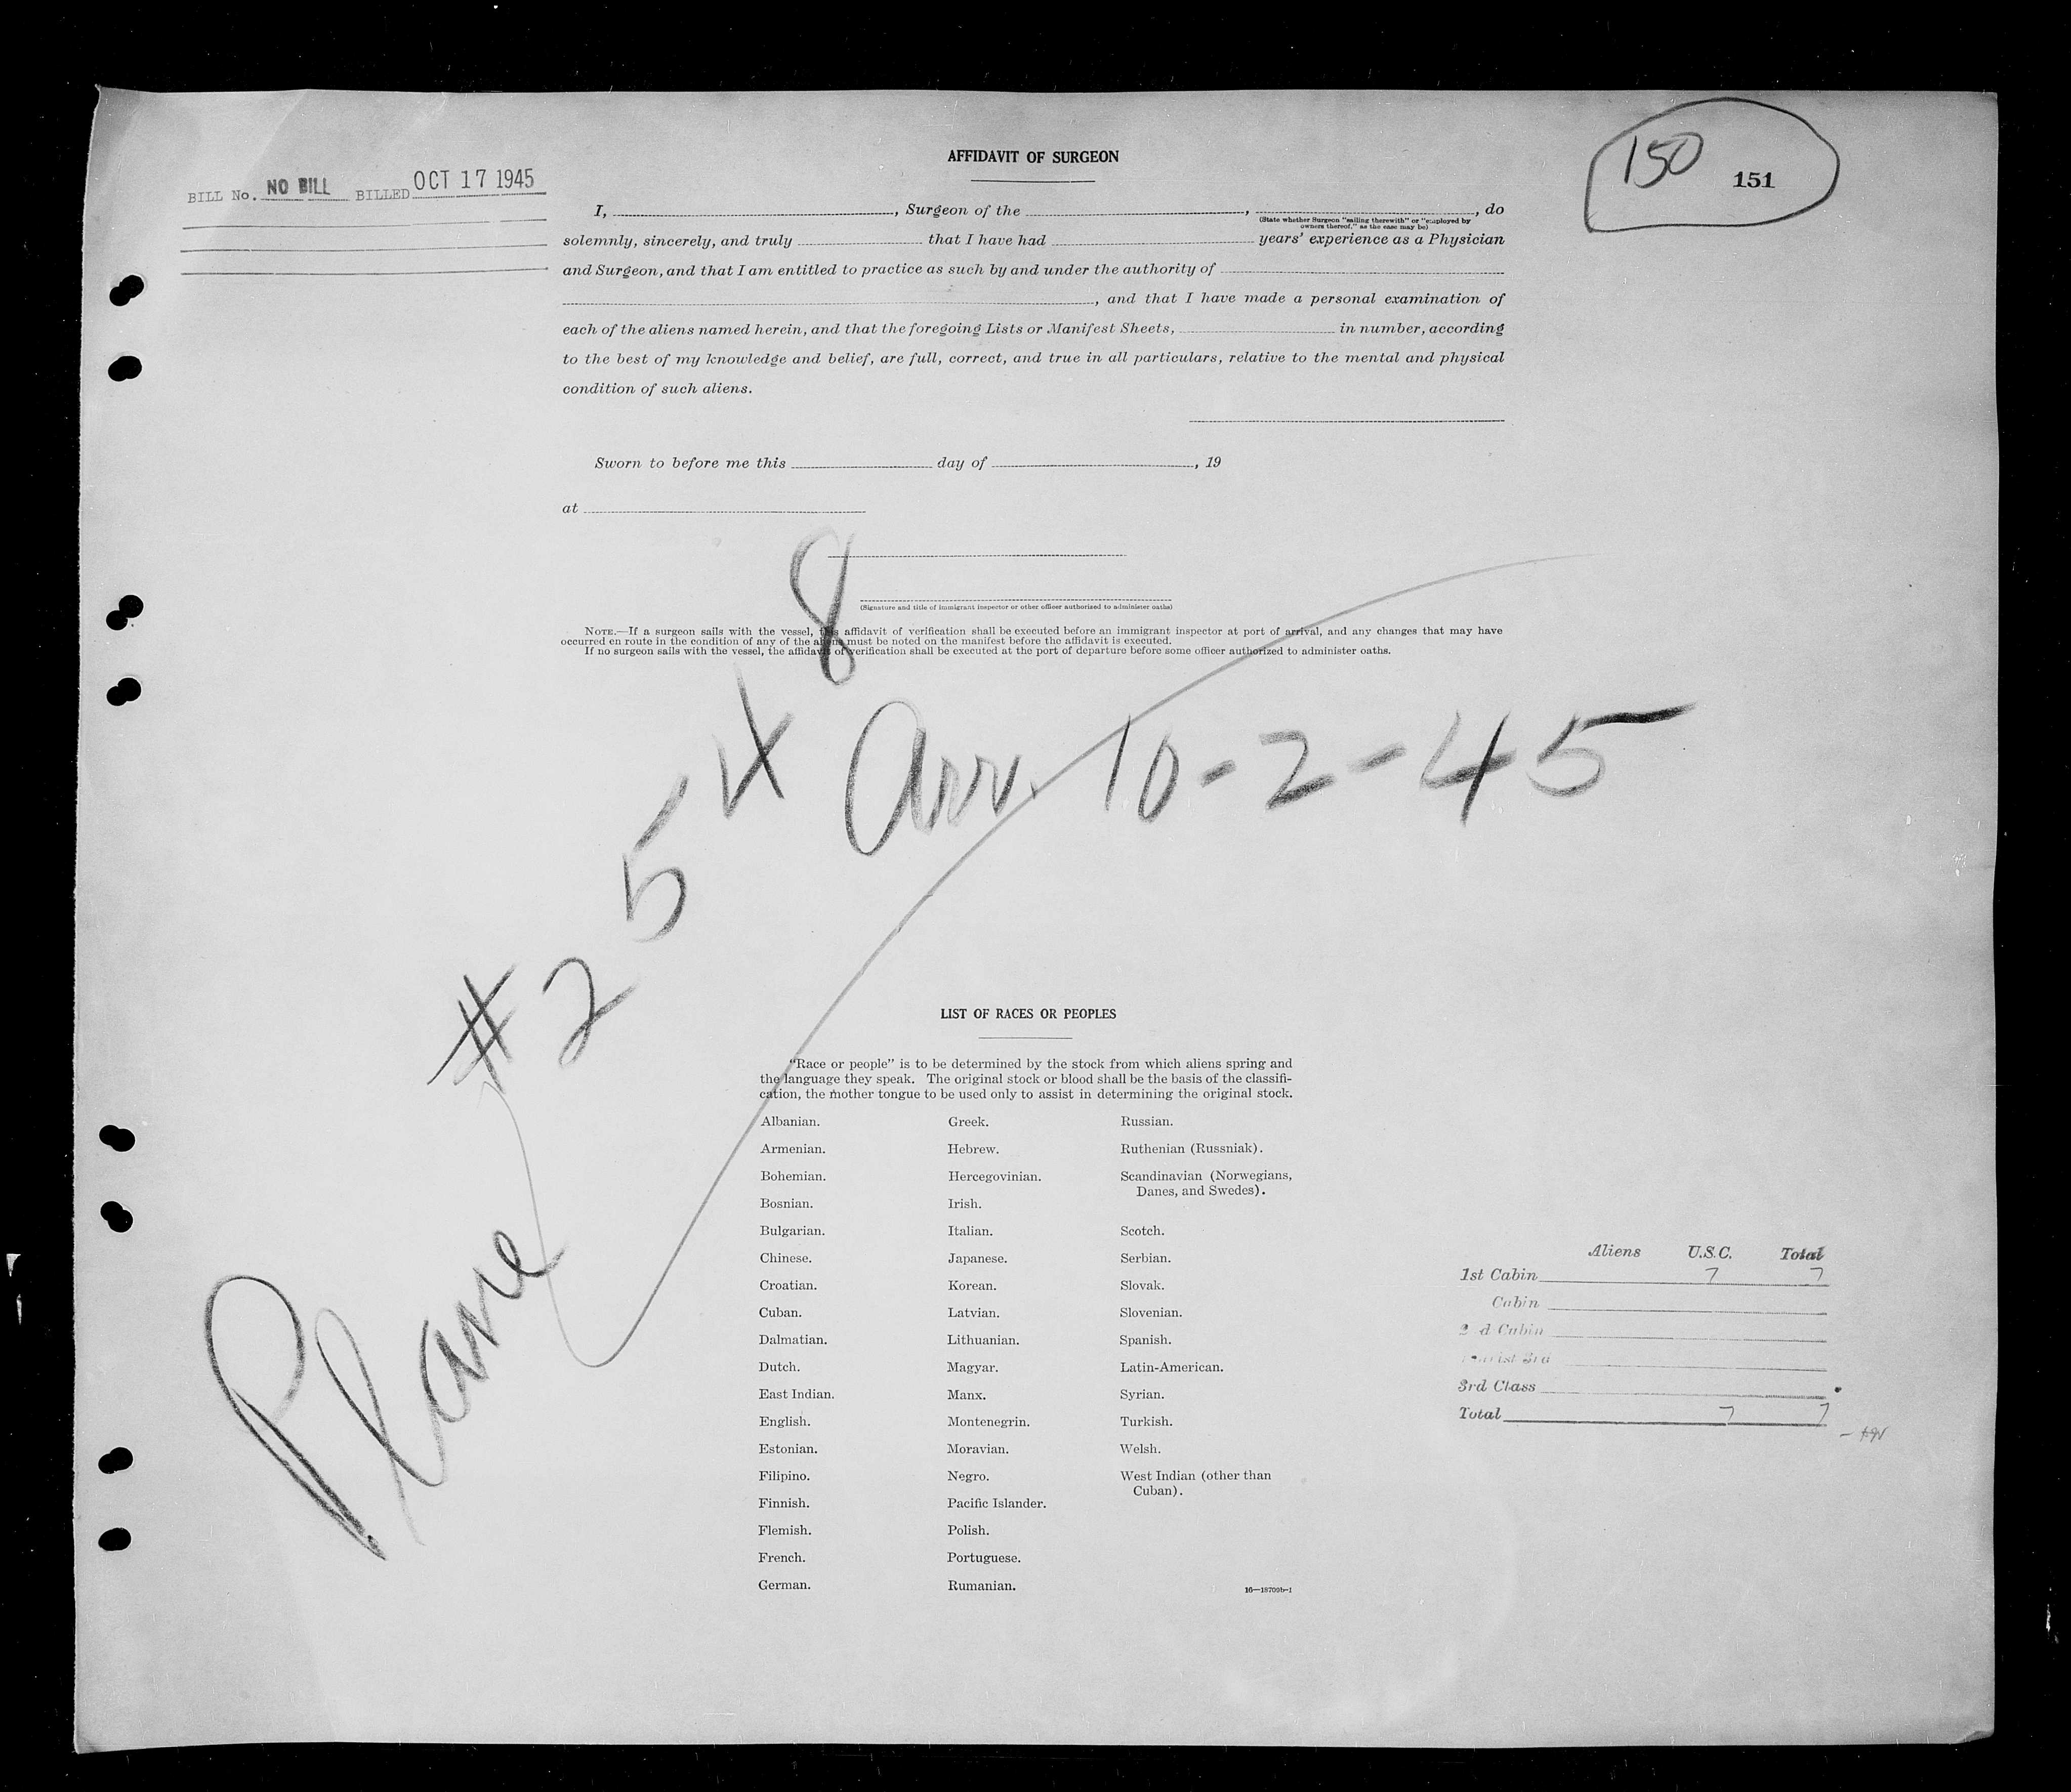 AFFIDAVIT OF SURGEON
150
151
BILL No. NO BILL BILLED OCT 17 1945
I, , Surgeon of the , , do
(State whether Surgeon "sailing therewith" or "employed by
owners thereof," as the case may be)
solemnly, sincerely, and truly that I have had years' experience as a Physician
and Surgeon, and that I am entitled to practice as such by and under the authority of
, and that I have made a personal examination of
each of the aliens named herein, and that the foregoing Lists or Manifest Sheets, in number, according
to the best of my knowledge and belief, are full, correct, and true in all particulars, relative to the mental and physical
condition of such aliens.
Sworn to before me this day of , 19
at
(Signature and title of immigrant inspector or other officer authorized to administer oaths)
NOTE.—If a surgeon sails with the vessel, this affidavit of verification shall be executed before an immigrant inspector at port of arrival, and any changes that may have
occurred en route in the condition of any of the aliens must be noted on the manifest before the affidavit is executed.
If no surgeon sails with the vessel, the affidavit of verification shall be executed at the port of departure before some officer authorized to administer oaths.
Plane #2548
Arr. 10-2-45
LIST OF RACES OR PEOPLES
"Race or people" is to be determined by the stock from which aliens spring and
the language they speak. The original stock or blood shall be the basis of the classifi-
cation, the mother tongue to be used only to assist in determining the original stock.
Albanian.
Armenian.
Bohemian.
Bosnian.
Bulgarian.
Chinese.
Croatian.
Cuban.
Dalmatian.
Dutch.
East Indian.
English.
Estonian.
Filipino.
Finnish.
Flemish.
French.
German.
Greek.
Hebrew.
Hercegovinian.
Irish.
Italian.
Japanese.
Korean.
Latvian.
Lithuanian.
Magyar.
Manx.
Montenegrin.
Moravian.
Negro.
Pacific Islander.
Polish.
Portuguese.
Rumanian.
Russian.
Ruthenian (Russniak).
Scandinavian (Norwegians,
Danes, and Swedes).
Scotch.
Serbian.
Slovak.
Slovenian.
Spanish.
Latin-American.
Syrian.
Turkish.
Welsh.
West Indian (other than
Cuban).
16—18709b-1
Aliens U.S.C. Total
1st Cabin 7 7
Cabin
2 d Cabin
3rd
3rd Class
Total 7 7